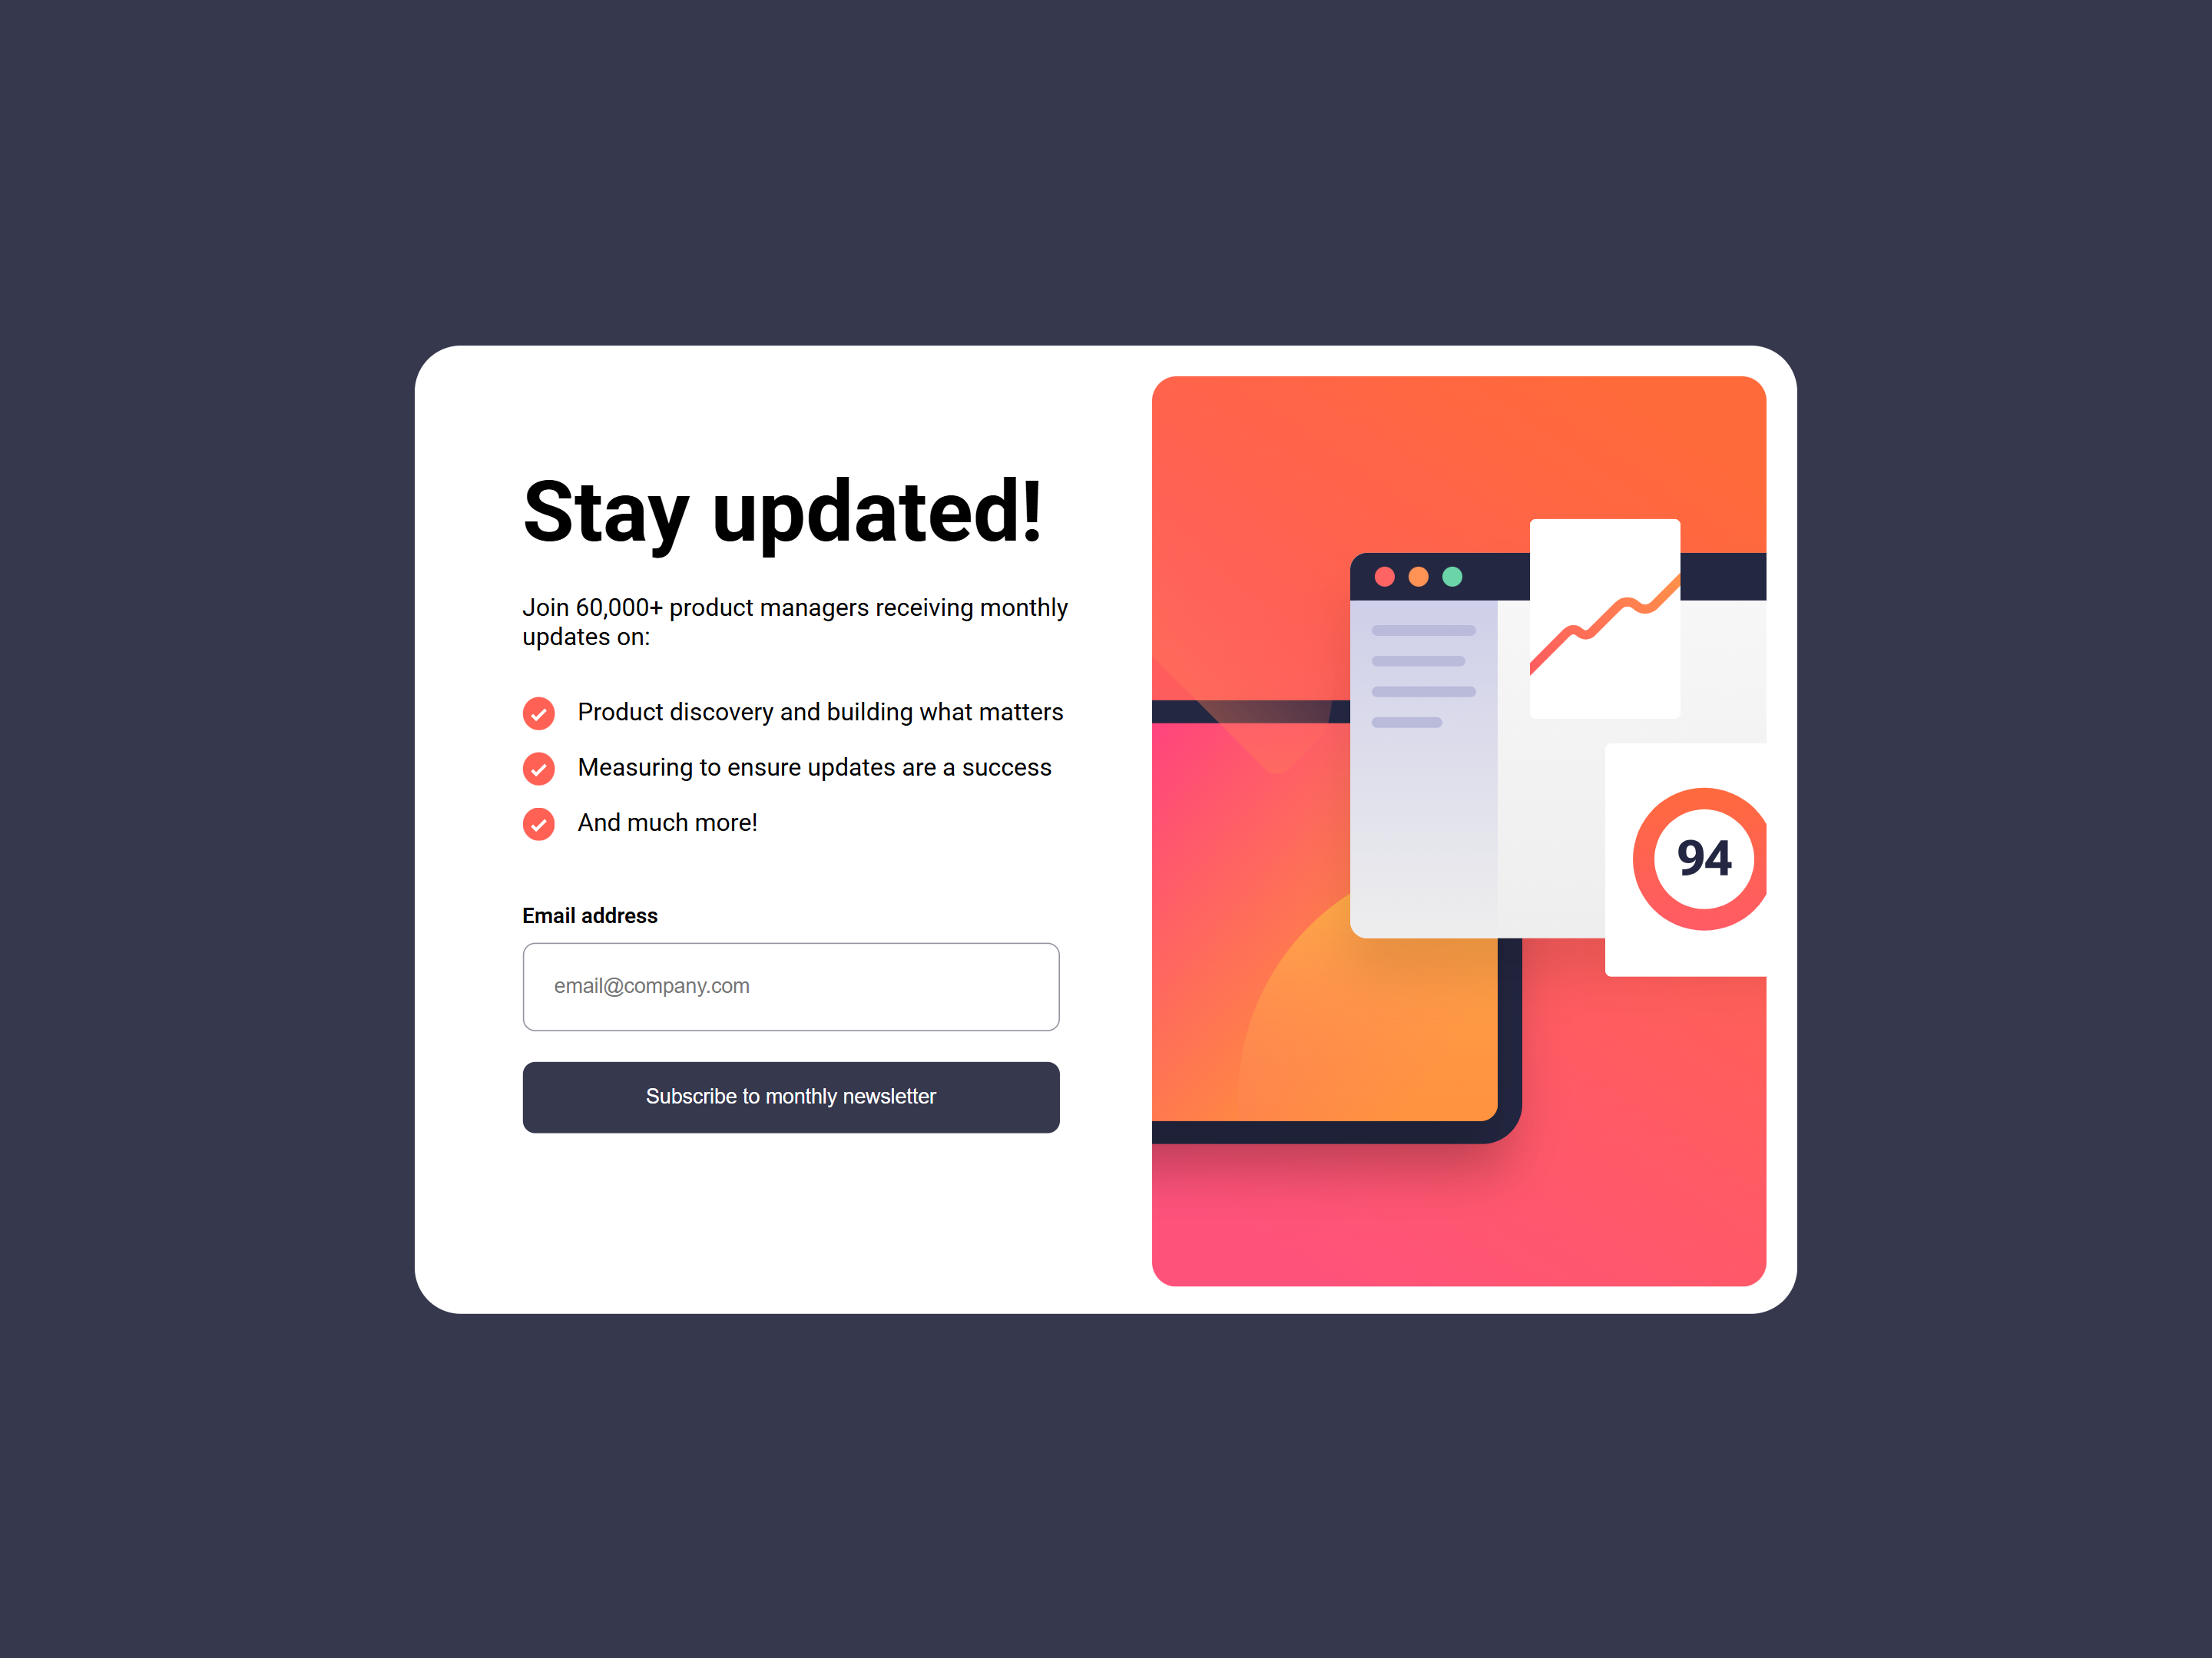 Stay updated!
Join 60,000+ product managers receiving monthly
updates on:
Product discovery and building what matters
Measuring to ensure updates are a success
And much more!
Email address
email@company.com
Subscribe to monthly newsletter
94